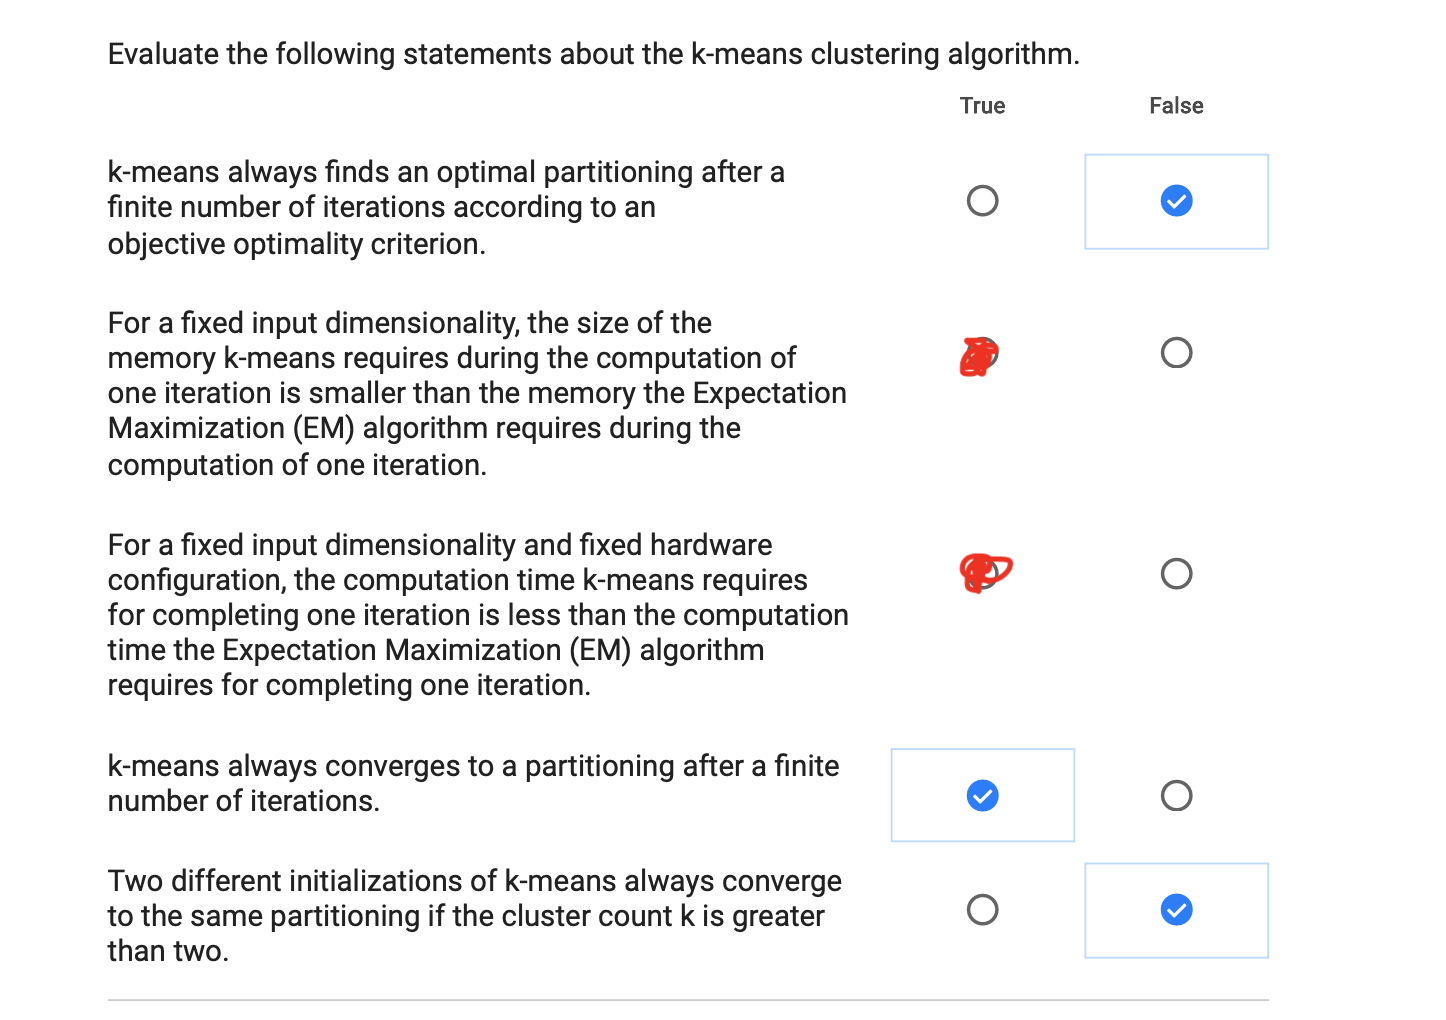 Evaluate the following statements about the k-means clustering algorithm.
True False
k-means always finds an optimal partitioning after a
finite number of iterations according to an
objective optimality criterion.
For a fixed input dimensionality, the size of the
memory k-means requires during the computation of
one iteration is smaller than the memory the Expectation
Maximization (EM) algorithm requires during the
computation of one iteration.
For a fixed input dimensionality and fixed hardware
configuration, the computation time k-means requires
for completing one iteration is less than the computation
time the Expectation Maximization (EM) algorithm
requires for completing one iteration.
k-means always converges to a partitioning after a finite
number of iterations.
Two different initializations of k-means always converge
to the same partitioning if the cluster count k is greater
than two.